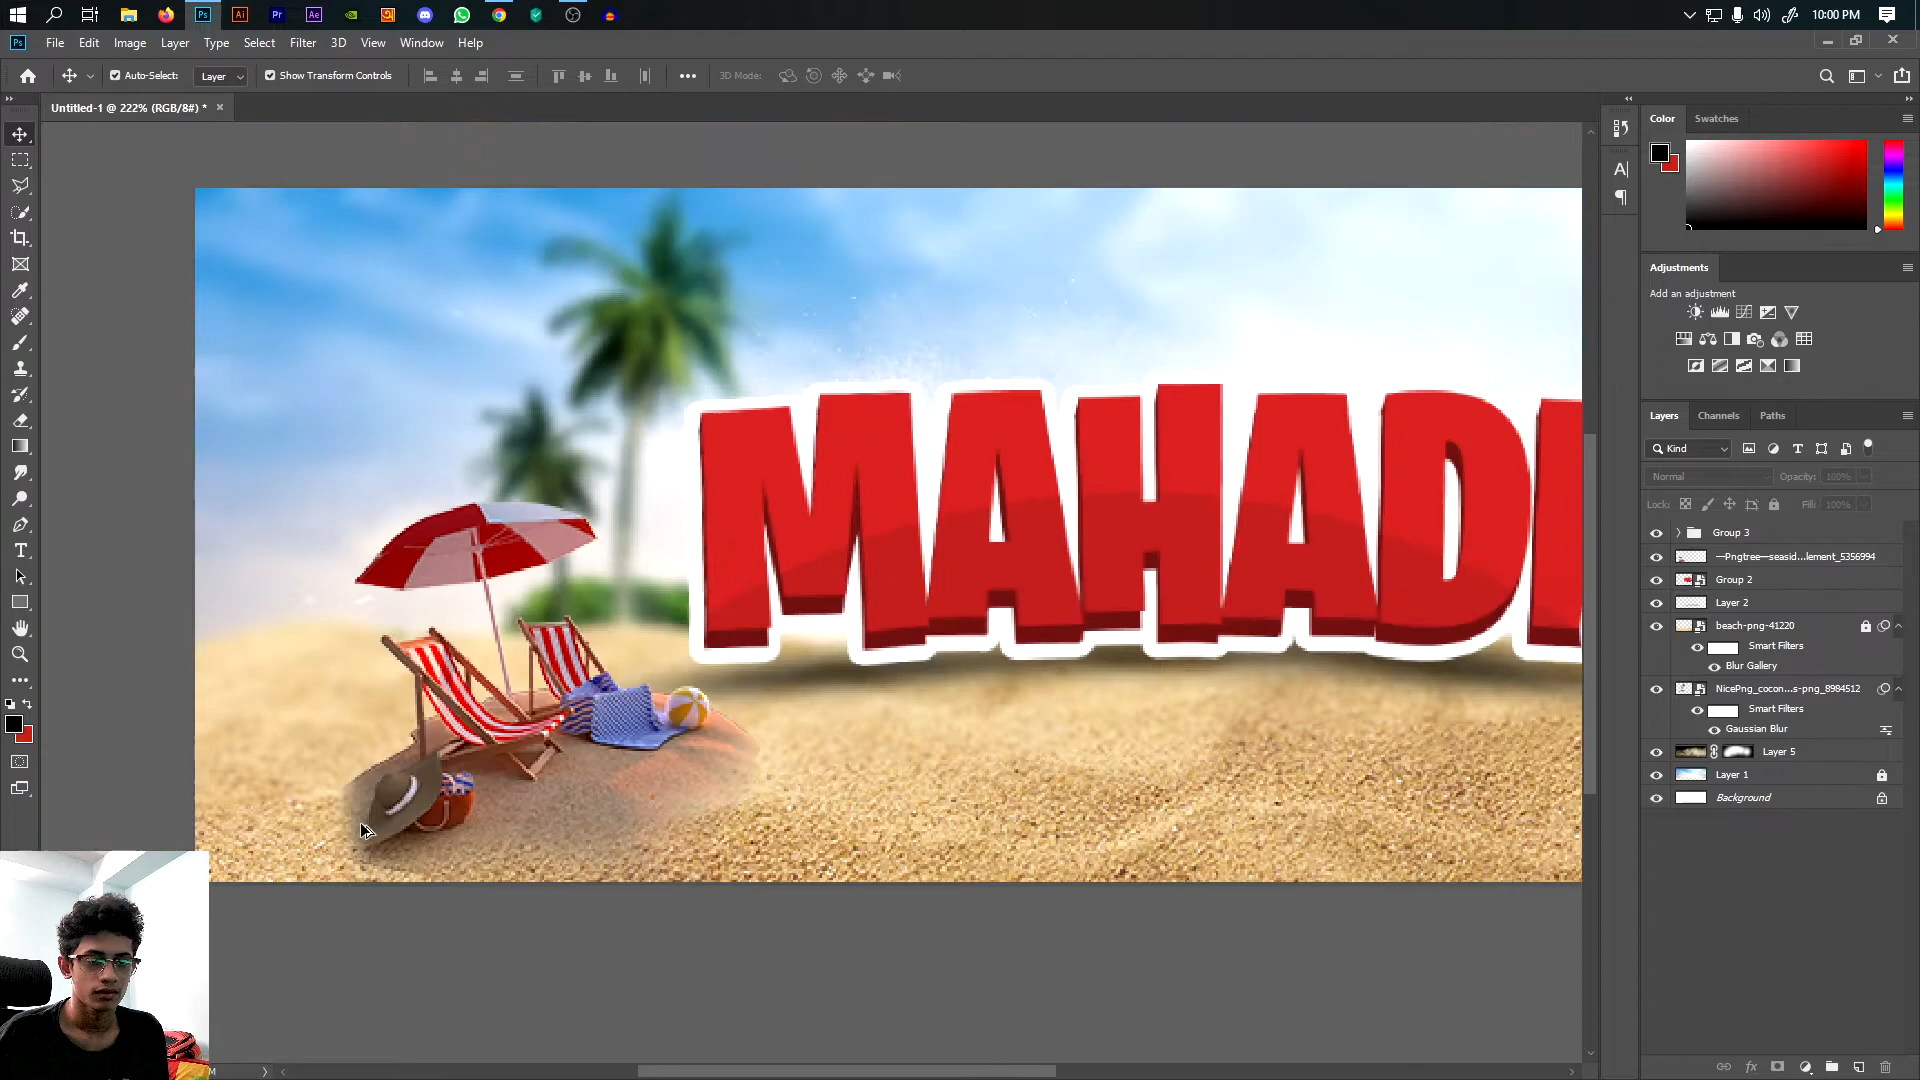 10:00 PM
File Edit Image Layer Type Select Filter 3D View Window Help
Auto-Select: Layer Show Transform Controls 3D Mode:
Untitled-1 @ 222% (RGB/8#) *
Color Swatches
Adjustments
Add an adjustment
Layers Channels Paths
Kind
Normal Opacity: 100%
Lock: Fill: 100%
Group 3
—Pngtree—seasid...lement_5356994
Group 2
Layer 2
beach-png-41220
Smart Filters
Blur Gallery
NicePng_cocon...s-png_8984512
Smart Filters
Gaussian Blur
Layer 5
Layer 1
Background
MAHADI